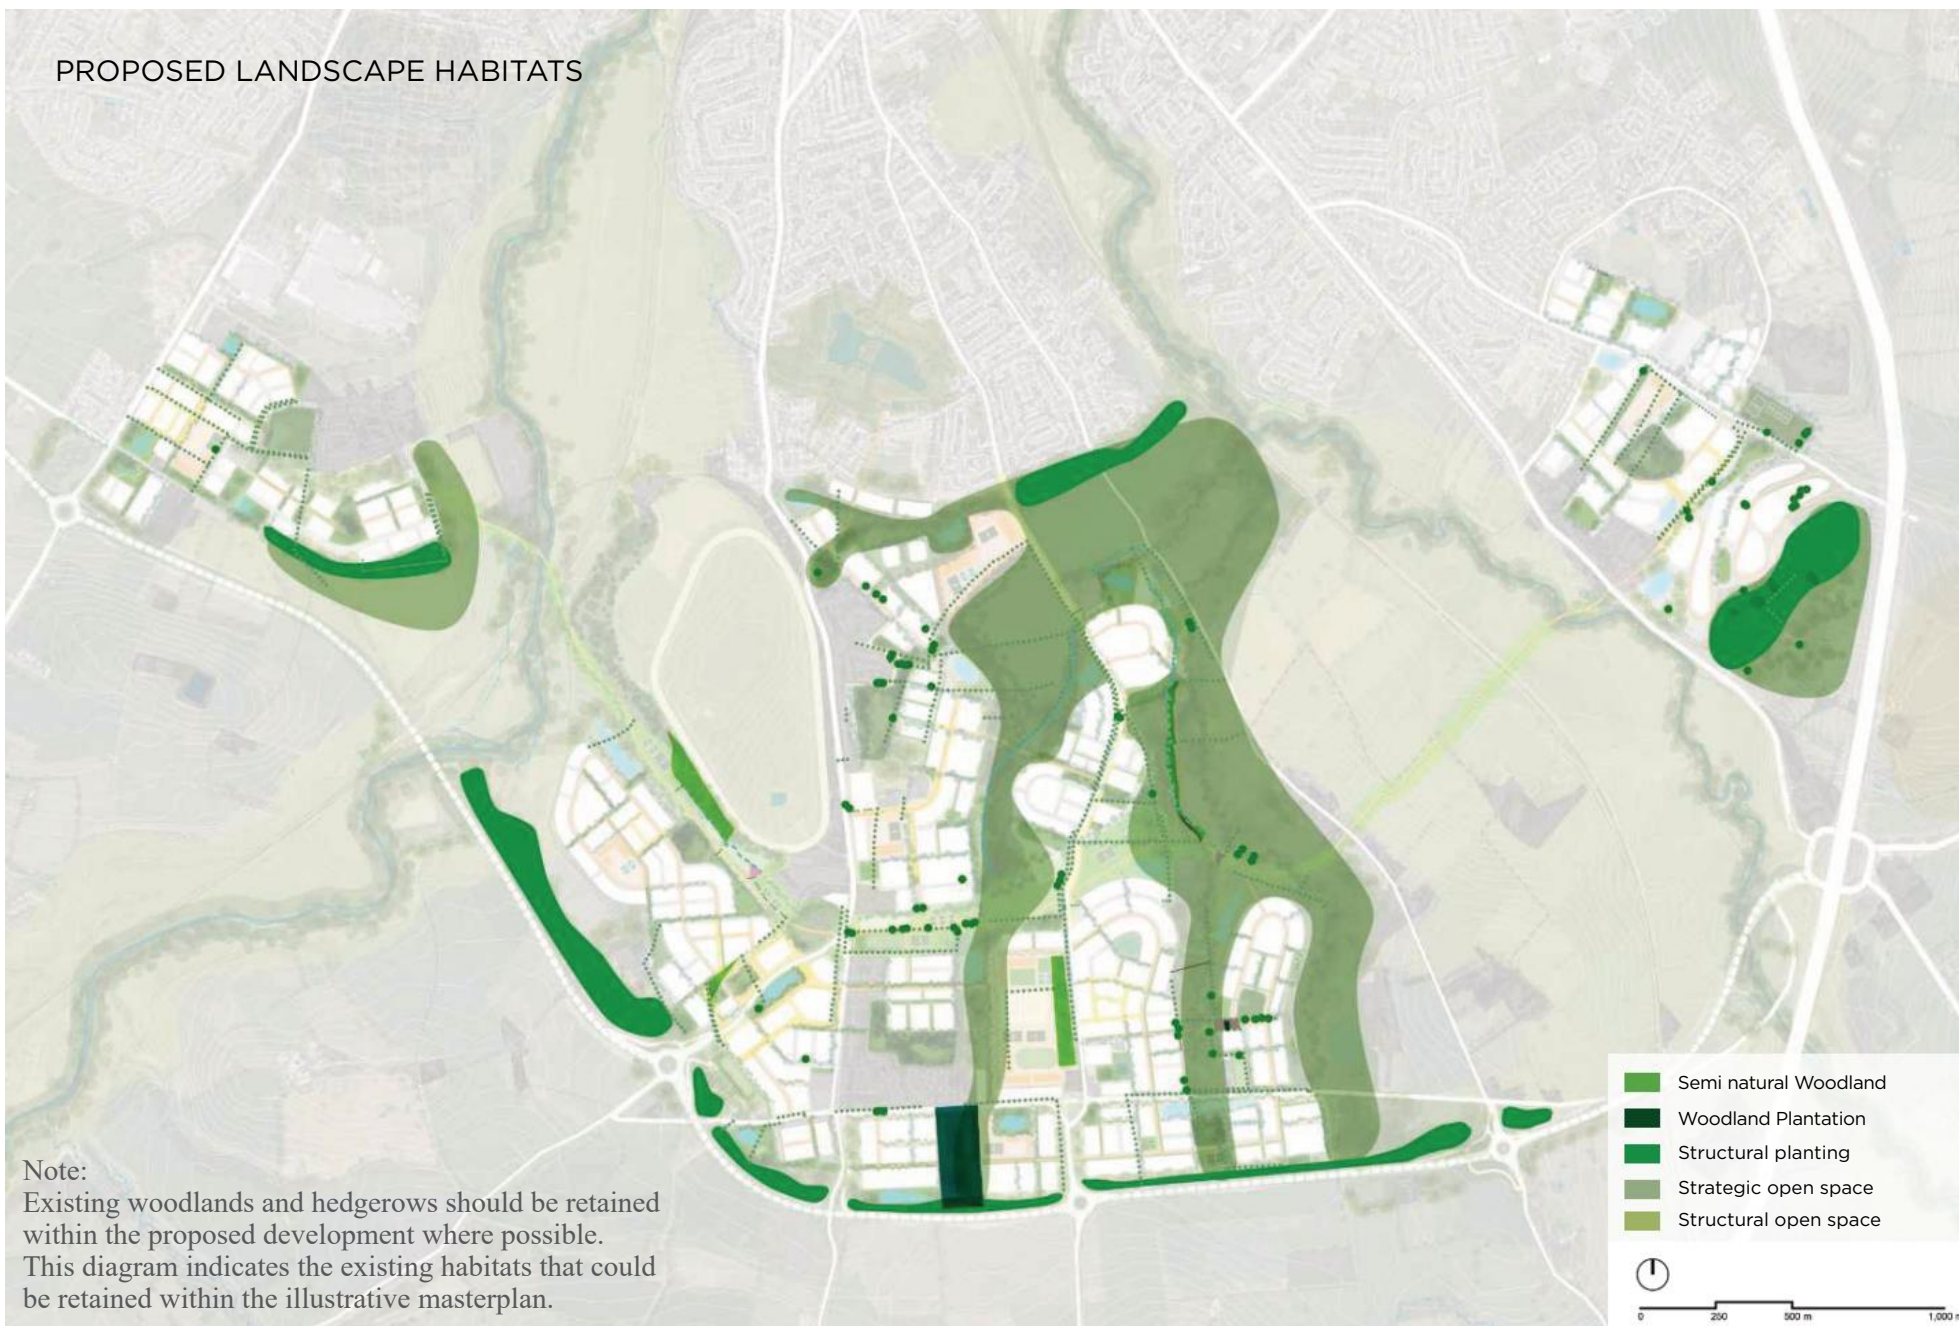 PROPOSED LANDSCAPE HABITATS
Semi natural Woodland
Woodland Plantation
Structural planting
Strategic open space
Structural open space
0 250 500 m 1,000 m
Note:
Existing woodlands and hedgerows should be retained
within the proposed development where possible.
This diagram indicates the existing habitats that could
be retained within the illustrative masterplan.